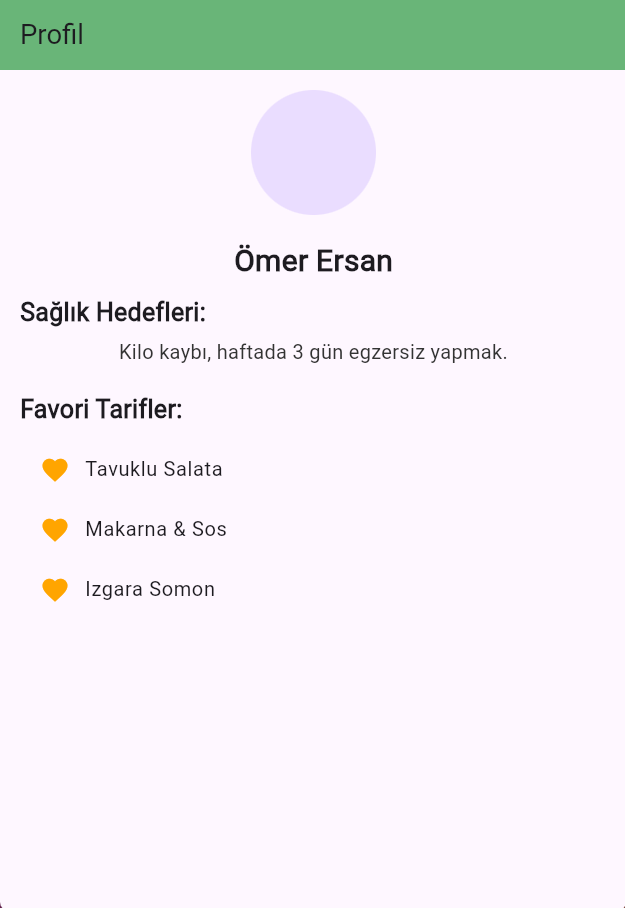 Profil
Ömer Ersan
Sağlık Hedefleri:
Kilo kaybı, haftada 3 gün egzersiz yapmak.
Favori Tarifler:
Tavuklu Salata
Makarna & Sos
Izgara Somon